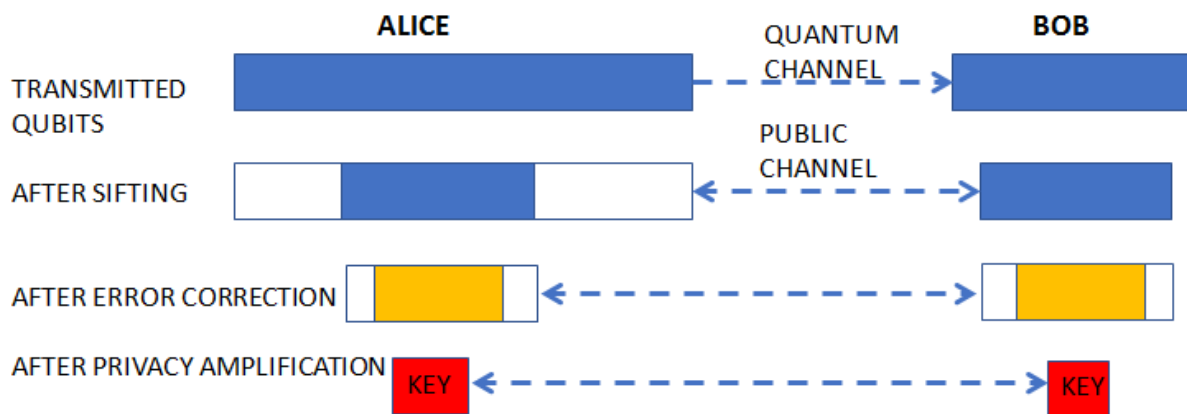 ALICE
QUANTUM
CHANNEL
BOB
TRANSMITTED
QUBITS
PUBLIC
CHANNEL
AFTER SIFTING
AFTER ERROR CORRECTION
AFTER PRIVACY AMPLIFICATION
KEY
KEY